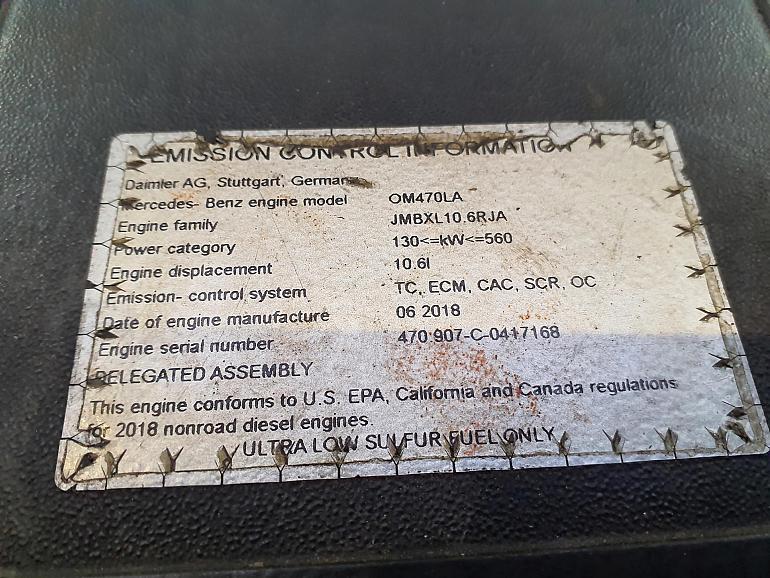 EMISSION CONTROL INFORMATION
Daimler AG, Stuttgart, Germany
Mercedes- Benz engine model OM470LA
Engine family JMBXL10.6RJA
Power category 130<=kW<=560
Engine displacement 10.6l
Emission- control system TC, ECM, CAC, SCR, OC
Date of engine manufacture 06 2018
Engine serial number 470.907-C-0417168
DELEGATED ASSEMBLY
This engine conforms to U.S. EPA, California and Canada regulations
for 2018 nonroad diesel engines.
ULTRA LOW SULFUR FUEL ONLY